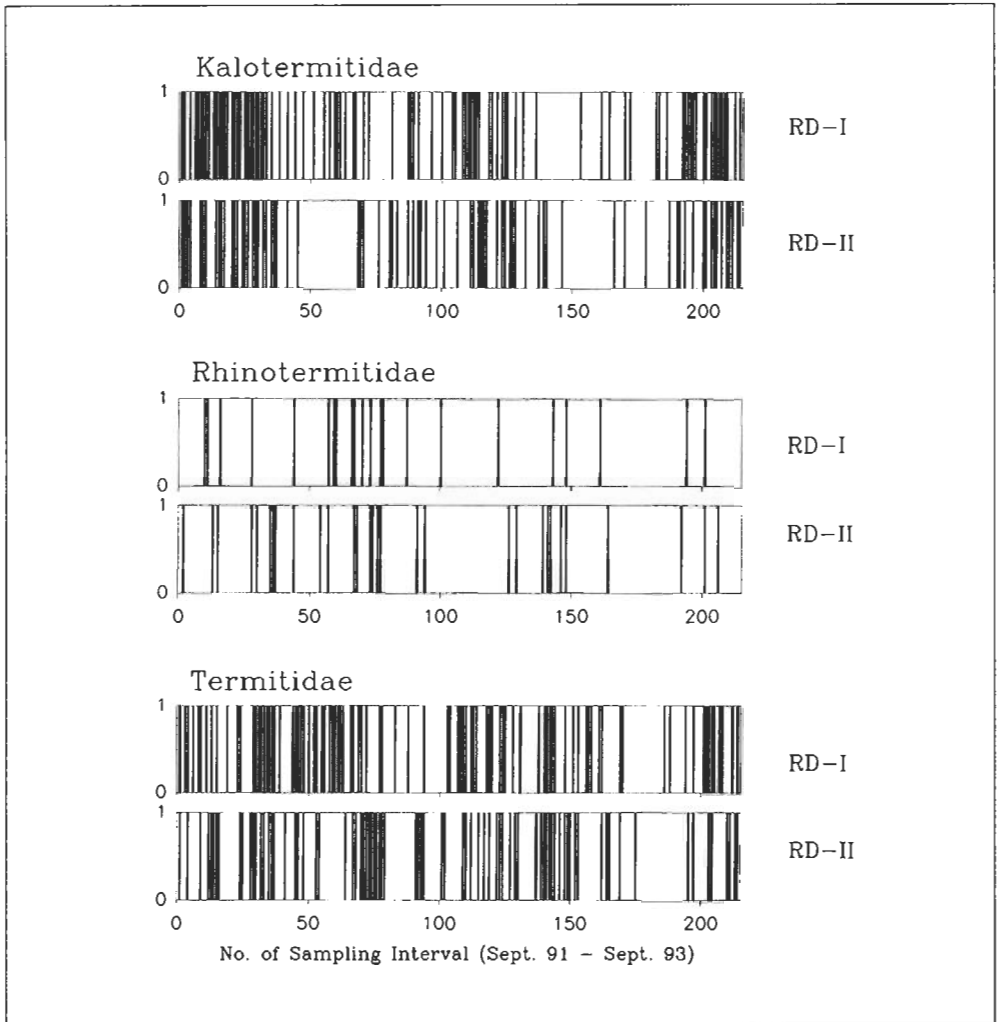 Kalotermitidae
1
0
RD-I
1
0
RD-II
0 50 100 150 200
Rhinotermitidae
1
0
RD-I
1
0
RD-II
0 50 100 150 200
Termitidae
1
0
RD-I
1
0
RD-II
0 50 100 150 200
No. of Sampling Interval (Sept. 91 - Sept. 93)